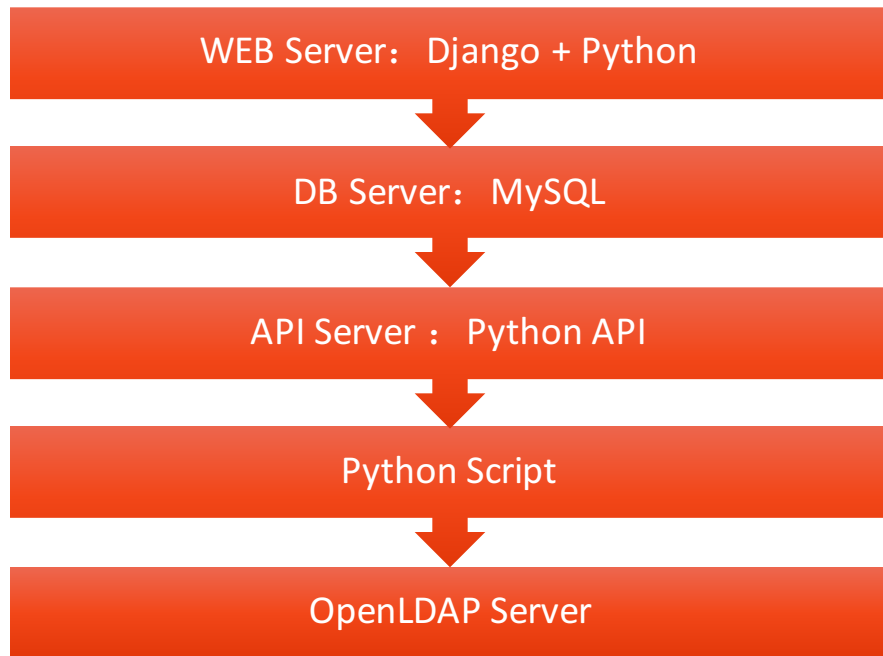 WEB Server： Django + Python
DB Server： MySQL
API Server ： Python API
Python Script
OpenLDAP Server